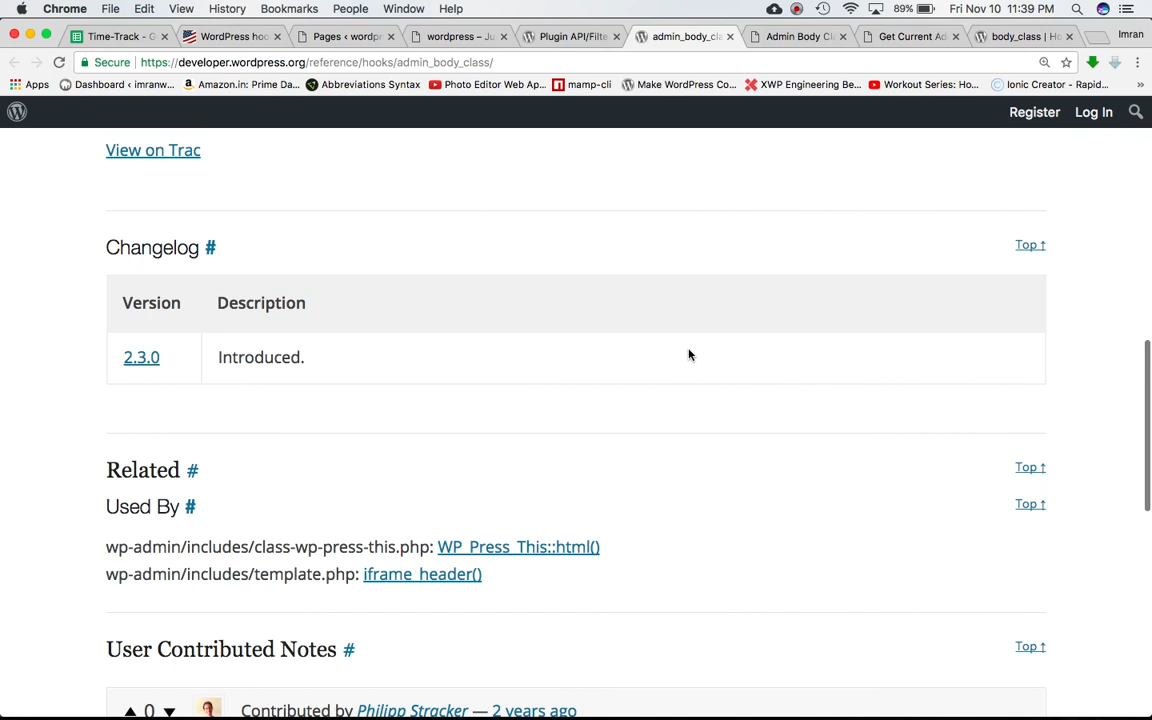 Chrome File Edit View History Bookmarks People Window Help 89% Fri Nov 10 11:39 PM
Time-Track - G WordPress hoo Pages ‹ wordpr wordpress – Ju Plugin API/Filte admin_body_cla Admin Body Cl Get Current Ad body_class | Ho Imran
Secure https://developer.wordpress.org/reference/hooks/admin_body_class/
Apps Dashboard ‹ imranw... Amazon.in: Prime Da... Abbreviations Syntax Photo Editor Web Ap... mamp-cli Make WordPress Co... XWP Engineering Be... Workout Series: Ho... Ionic Creator - Rapid... »
Register Log In
View on Trac
Changelog # Top ↑
Version Description
2.3.0 Introduced.
Related # Top ↑
Used By # Top ↑
wp-admin/includes/class-wp-press-this.php: WP_Press_This::html()
wp-admin/includes/template.php: iframe_header()
User Contributed Notes # Top ↑
▲ 0 ▼ Contributed by Philipp Stracker — 2 years ago